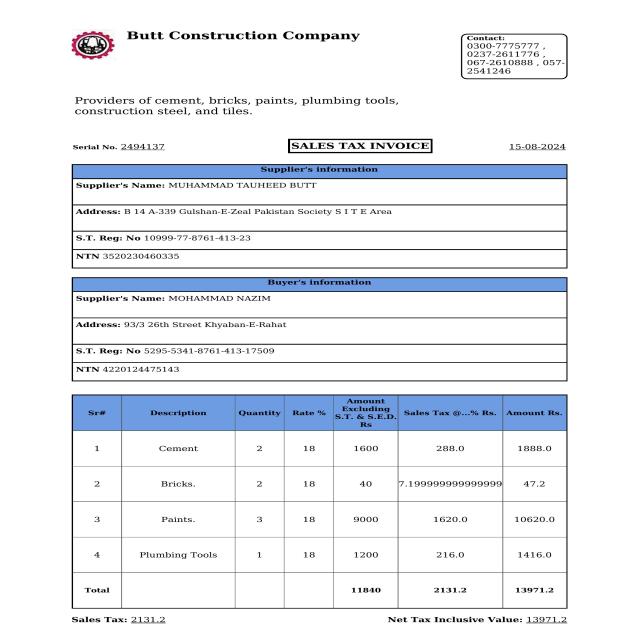 Butt Construction Company
Contact:
0300-7775777 ,
0237-2611776 ,
067-2610888 , 057-
2541246
Providers of cement, bricks, paints, plumbing tools,
construction steel, and tiles.
Serial No. 2494137 SALES TAX INVOICE 15-08-2024
Supplier's information
Supplier's Name: MUHAMMAD TAUHEED BUTT
Address: B 14 A-339 Gulshan-E-Zeal Pakistan Society S I T E Area
S.T. Reg: No 10999-77-8761-413-23
NTN 3520230460335
Buyer's information
Supplier's Name: MOHAMMAD NAZIM
Address: 93/3 26th Street Khyaban-E-Rahat
S.T. Reg: No 5295-5341-8761-413-17509
NTN 4220124475143
Sr# Description Quantity Rate % Amount Excluding S.T. & S.E.D. Rs Sales Tax @...% Rs. Amount Rs.
1 Cement 2 18 1600 288.0 1888.0
2 Bricks. 2 18 40 7.199999999999999 47.2
3 Paints. 3 18 9000 1620.0 10620.0
4 Plumbing Tools 1 18 1200 216.0 1416.0
Total 11840 2131.2 13971.2
Sales Tax: 2131.2 Net Tax Inclusive Value: 13971.2